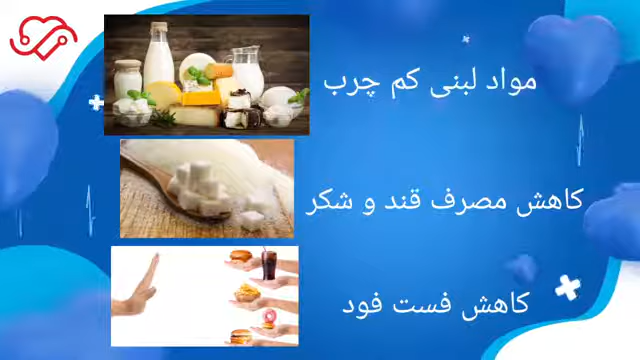 مواد لبنی کم چرب
کاهش مصرف قند و شکر
کاهش فست فود